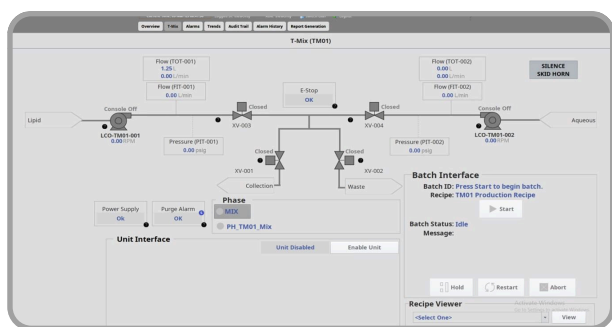 Overview T-Mix Alarms Trends Audit Trail Alarm History Report Generation
T-Mix (TM01)
Flow (TOT-001)
1.25 L
0.00 L/min
Flow (FIT-001)
0.00 L/min
E-Stop
OK
Flow (TOT-002)
0.00 L
0.00 L/min
Flow (FIT-002)
0.00 L/min
SILENCE
SKID HORN
Console Off
Closed
Closed
Console Off
Lipid
XV-003
XV-004
Aqueous
LCO-TM01-001
0.00 RPM
LCO-TM01-002
0.00 RPM
Pressure (PIT-001)
0.00 psig
Pressure (PIT-002)
0.00 psig
Closed
Closed
XV-001
XV-002
Collection
Waste
Power Supply
Ok
Purge Alarm
OK
Phase
MIX
PH_TM01_Mix
Unit Interface
Unit Disabled Enable Unit
Batch Interface
Batch ID: Press Start to begin batch.
Recipe: TM01 Production Recipe
Start
Batch Status: Idle
Message:
Hold Restart Abort
Recipe Viewer
Activate Windows
<Select One> View